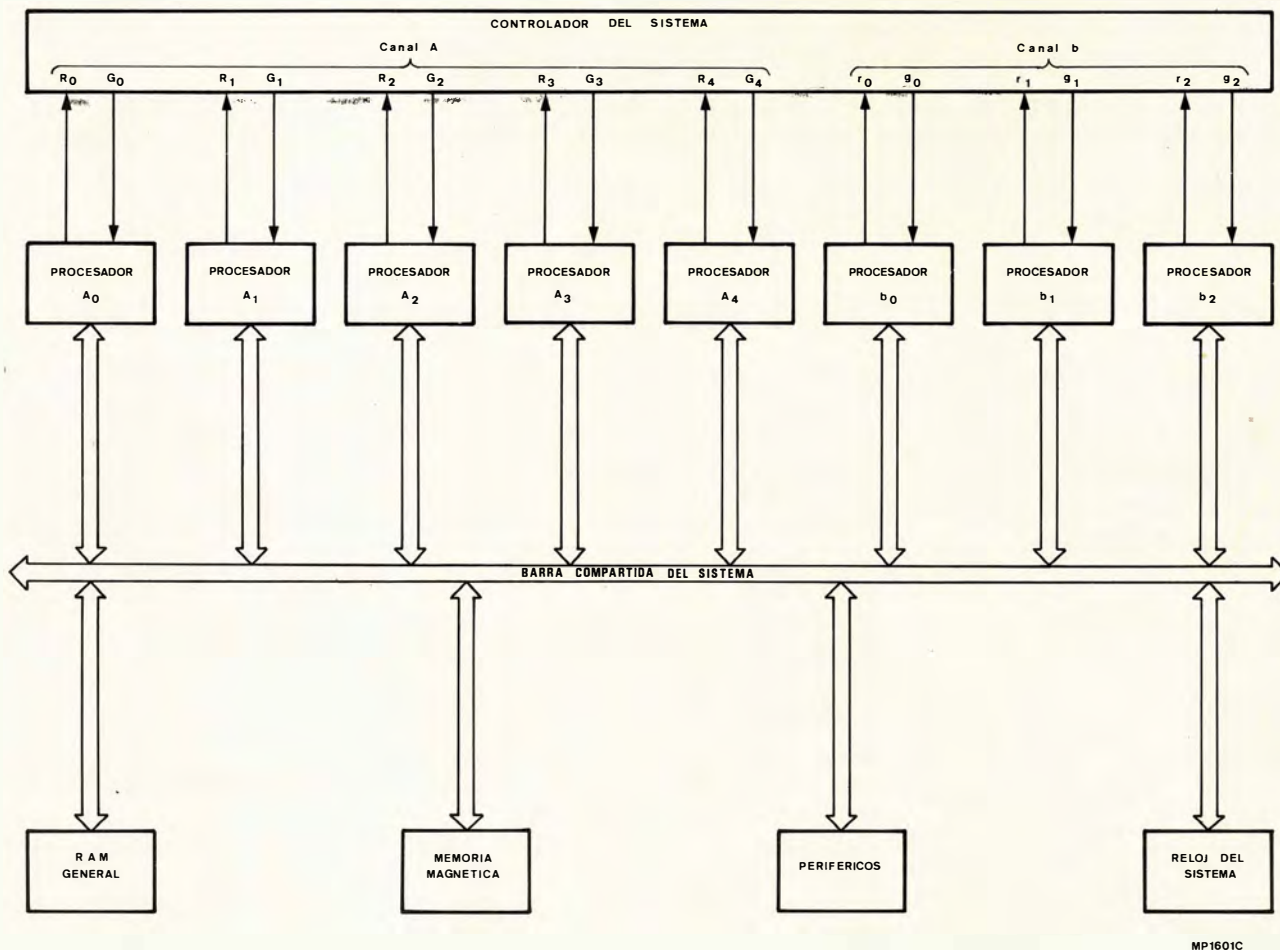 CONTROLADOR DEL SISTEMA
Canal A
Canal b
R0 G0 R1 G1 R2 G2 R3 G3 R4 G4 r0 g0 r1 g1 r2 g2
PROCESADOR A0
PROCESADOR A1
PROCESADOR A2
PROCESADOR A3
PROCESADOR A4
PROCESADOR b0
PROCESADOR b1
PROCESADOR b2
BARRA COMPARTIDA DEL SISTEMA
RAM
GENERAL
MEMORIA
MAGNETICA
PERIFERICOS
RELOJ DEL
SISTEMA
MP1601C